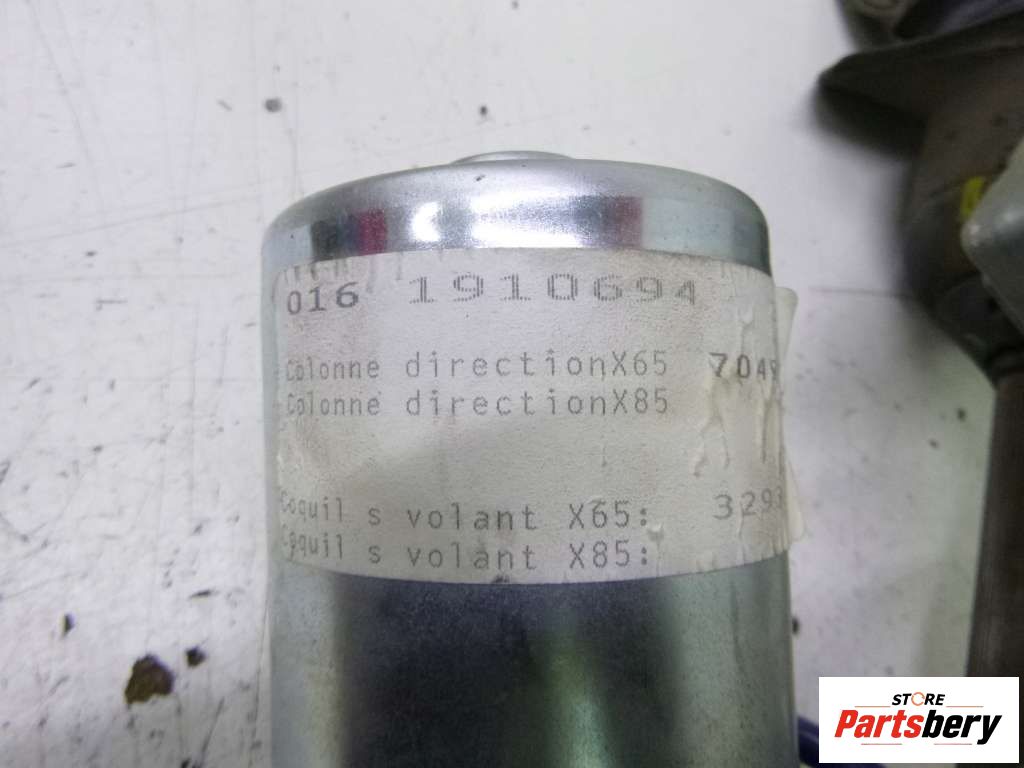 016 1910694
Colonne directionX65 704
Colonne directionX85
Coquil s volant X65: 329
Coquil s volant X85:
STORE
Partsbery